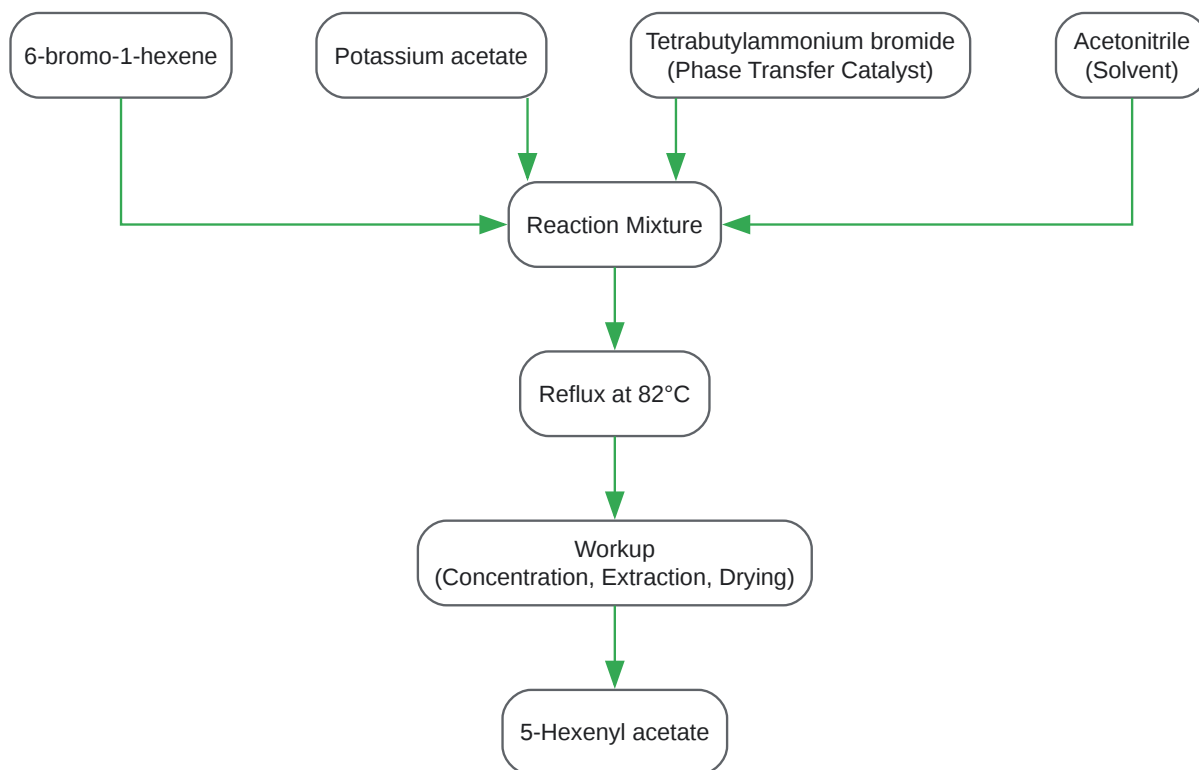 6-bromo-1-hexene
Potassium acetate
Tetrabutylammonium bromide
(Phase Transfer Catalyst)
Acetonitrile
(Solvent)
Reaction Mixture
Reflux at 82°C
Workup
(Concentration, Extraction, Drying)
5-Hexenyl acetate